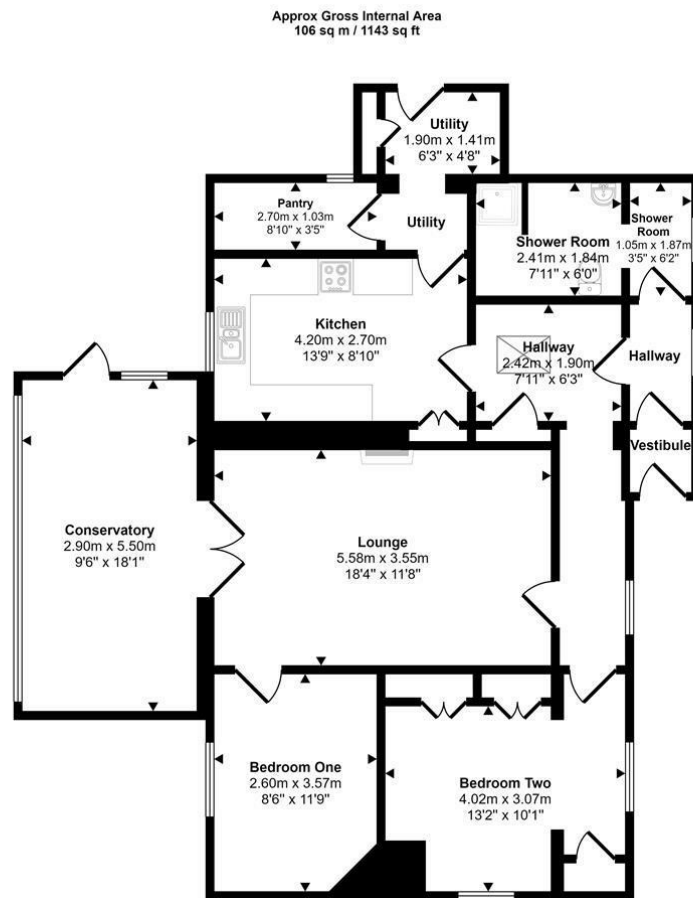 Approx Gross Internal Area
106 sq m / 1143 sq ft
Utility
1.90m x 1.41m
6'3" x 4'8"
Pantry
2.70m x 1.03m
8'10" x 3'5"
Utility
Shower Room
2.41m x 1.84m
7'11" x 6'0"
Shower
Room
1.05m x 1.87m
3'5" x 6'2"
Kitchen
4.20m x 2.70m
13'9" x 8'10"
Hallway
2.42m x 1.90m
7'11" x 6'3"
Hallway
Vestibule
Conservatory
2.90m x 5.50m
9'6" x 18'1"
Lounge
5.58m x 3.55m
18'4" x 11'8"
Bedroom One
2.60m x 3.57m
8'6" x 11'9"
Bedroom Two
4.02m x 3.07m
13'2" x 10'1"